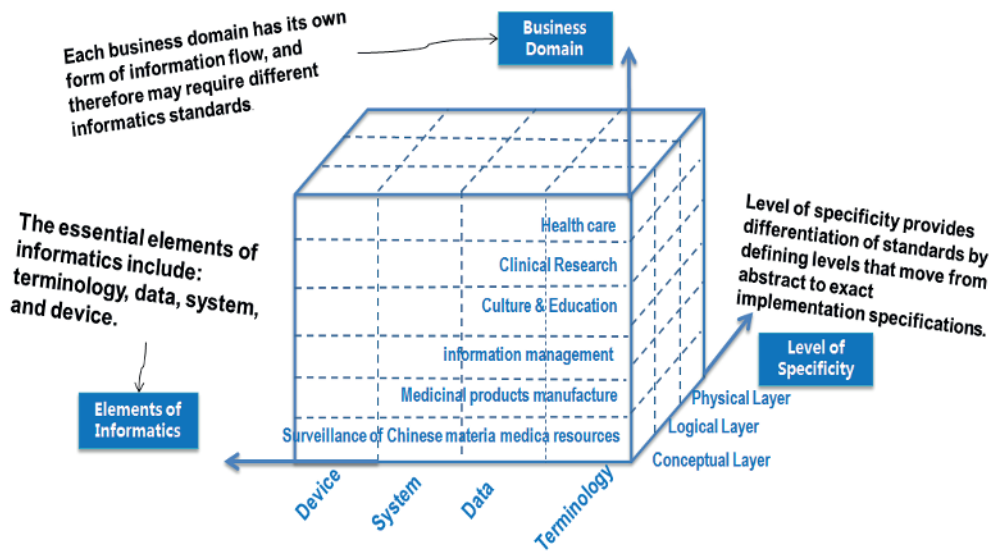 Each business domain has its own
form of information flow, and
therefore may require different
informatics standards.
Business
Domain
The essential elements of
informatics include:
terminology, data, system,
and device.
Elements of
Informatics
Health care
Clinical Research
Culture & Education
information management
Medicinal products manufacture
Surveillance of Chinese materia medica resources
Level of specificity provides
differentiation of standards by
defining levels that move from
abstract to exact
implementation specifications.
Level of
Specificity
Physical Layer
Logical Layer
Conceptual Layer
Device
System
Data
Terminology